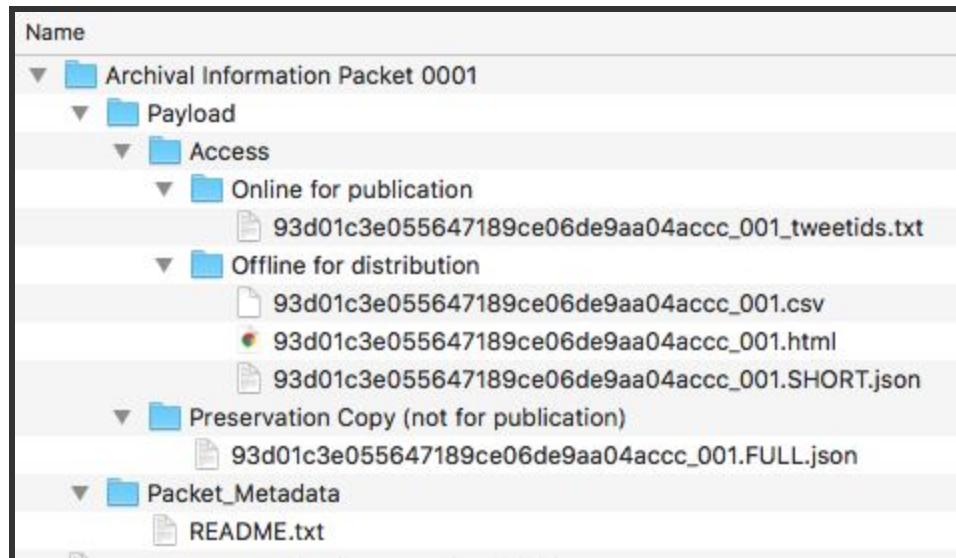 Name
Archival Information Packet 0001
Payload
Access
Online for publication
93d01c3e055647189ce06de9aa04accc_001_tweetids.txt
Offline for distribution
93d01c3e055647189ce06de9aa04accc_001.csv
93d01c3e055647189ce06de9aa04accc_001.html
93d01c3e055647189ce06de9aa04accc_001.SHORT.json
Preservation Copy (not for publication)
93d01c3e055647189ce06de9aa04accc_001.FULL.json
Packet_Metadata
README.txt